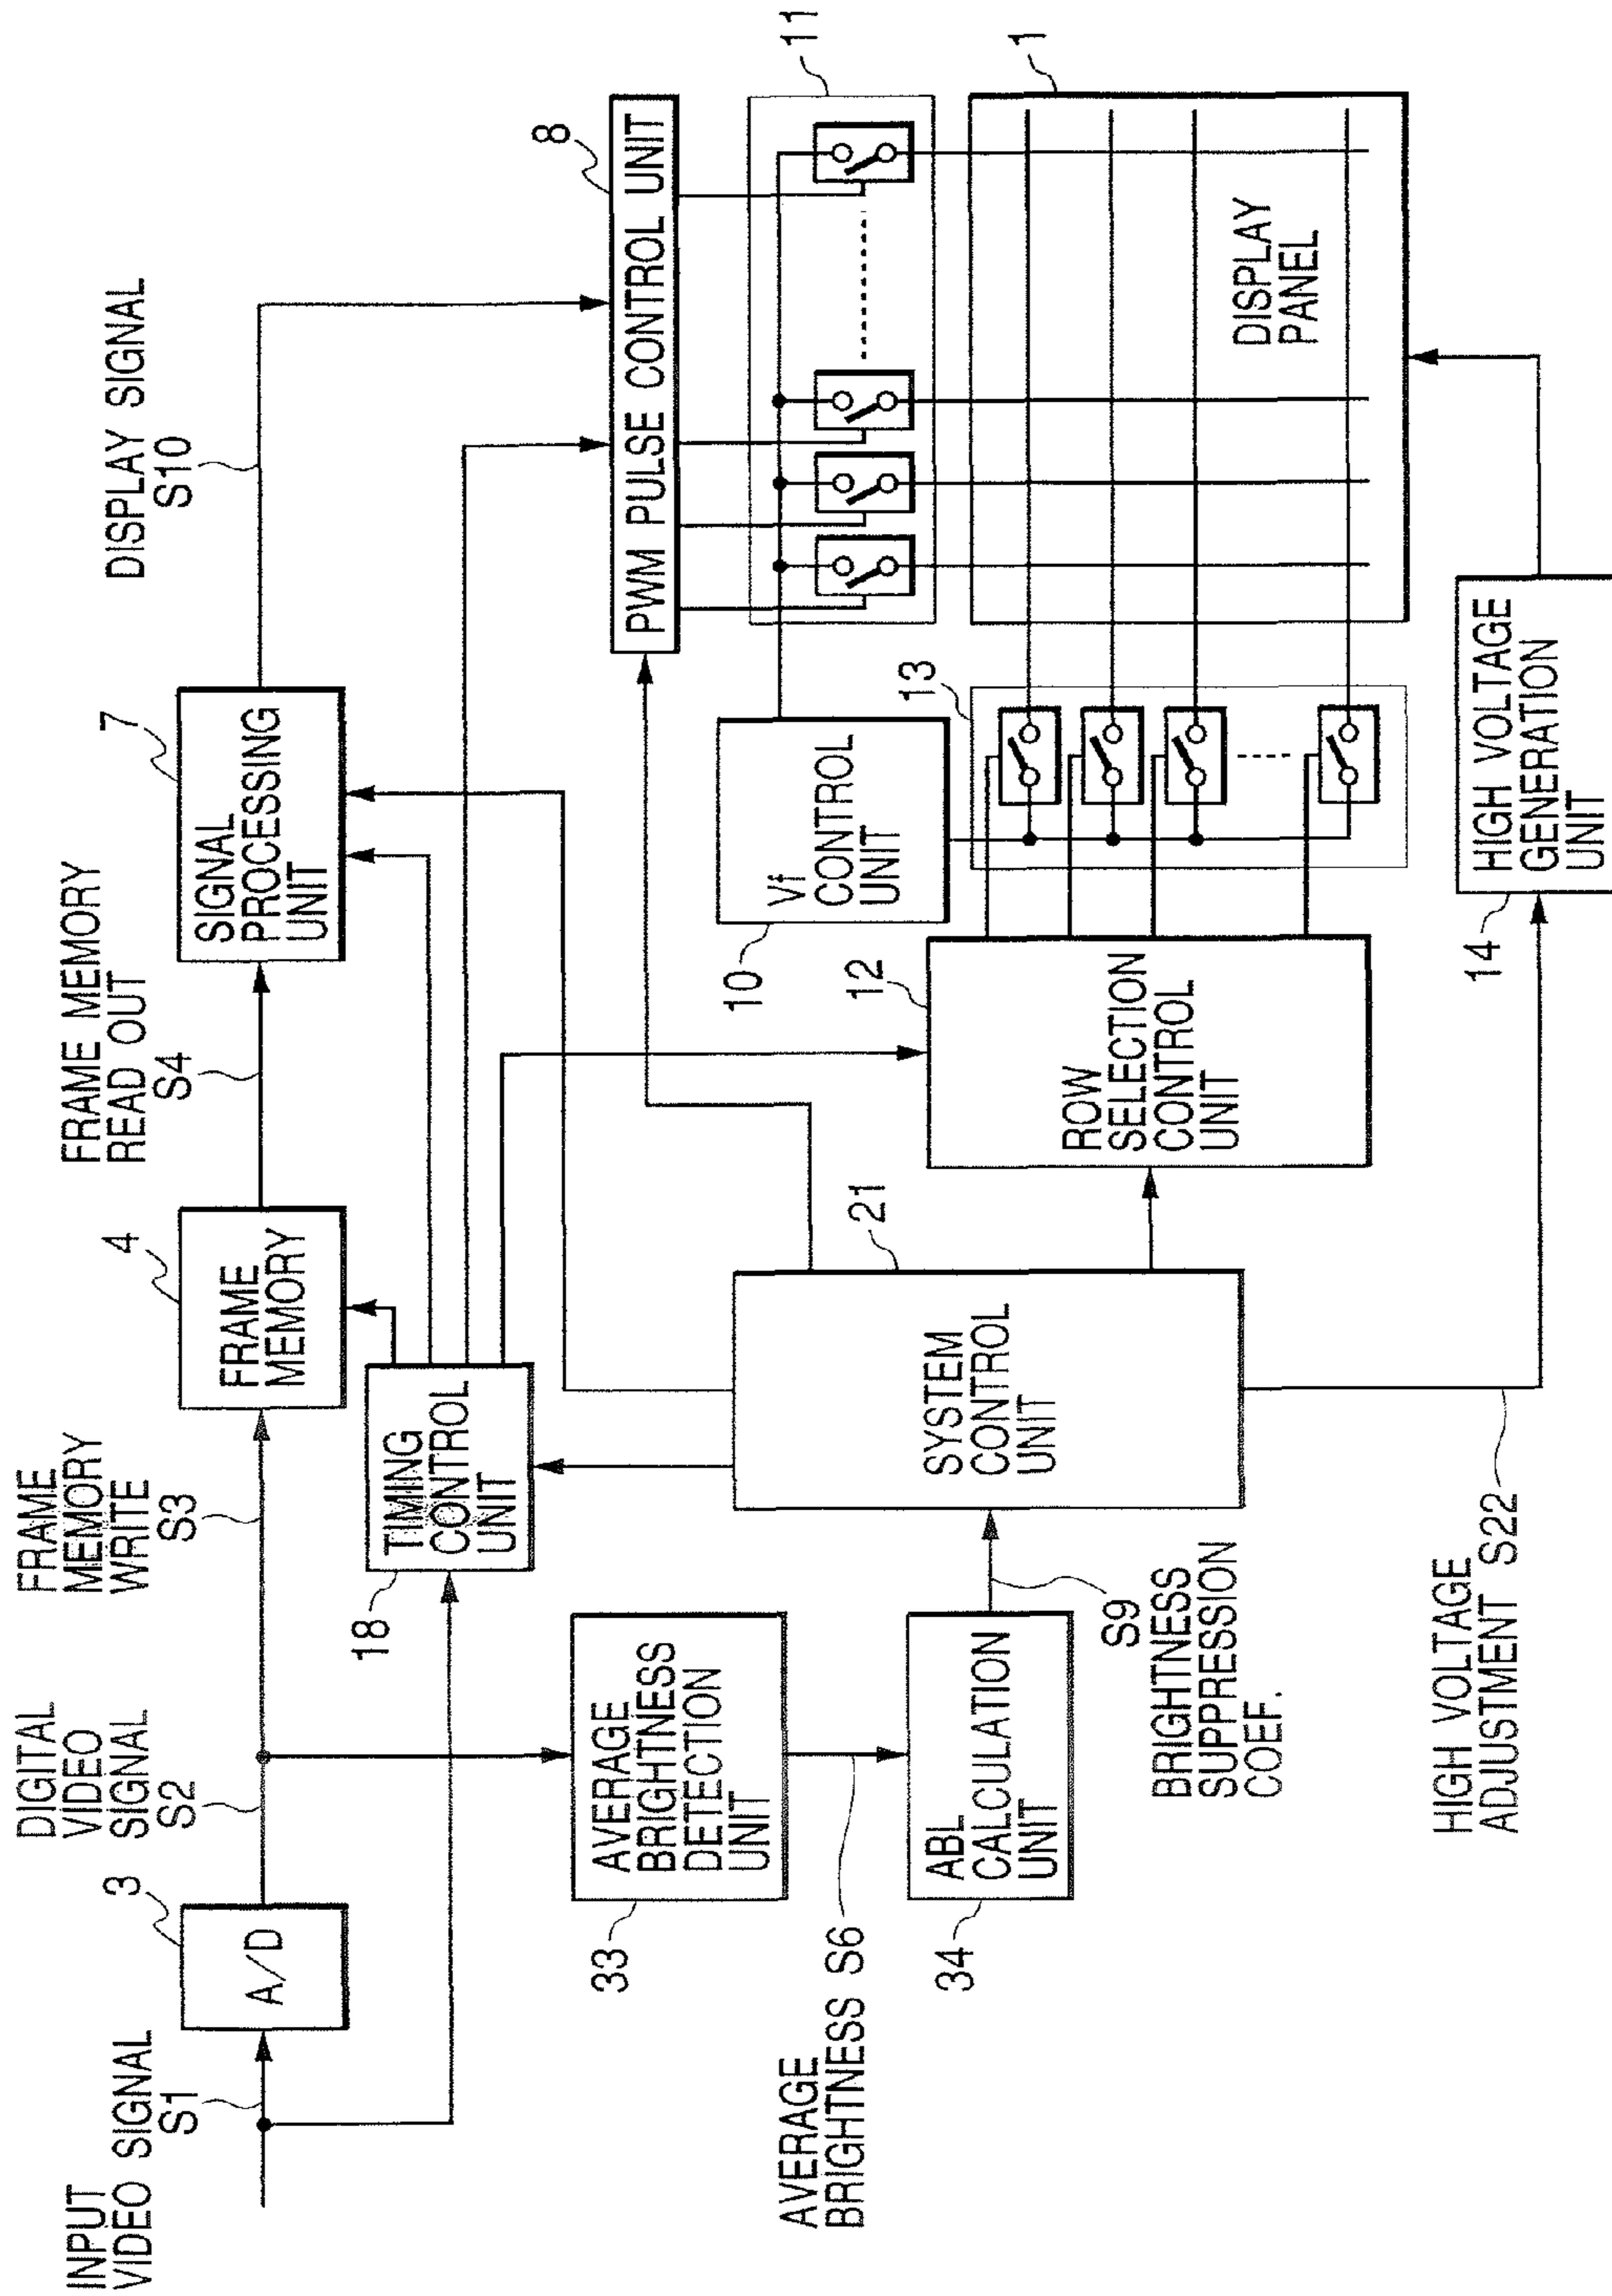 INPUT
VIDEO SIGNAL
S1
3
A/D
DIGITAL
VIDEO
SIGNAL
S2
FRAME
MEMORY
WRITE
S3
4
FRAME
MEMORY
FRAME MEMORY
READ OUT
S4
7
SIGNAL
PROCESSING
UNIT
DISPLAY SIGNAL
S10
18
TIMING
CONTROL
UNIT
8
PWM PULSE CONTROL UNIT
11
33
AVERAGE
BRIGHTNESS
DETECTION
UNIT
AVERAGE
BRIGHTNESS S6
34
ABL
CALCULATION
UNIT
S9
BRIGHTNESS
SUPPRESSION
COEF.
21
SYSTEM
CONTROL
UNIT
10
Vf
CONTROL
UNIT
12
ROW
SELECTION
CONTROL
UNIT
13
1
DISPLAY
PANEL
HIGH VOLTAGE
ADJUSTMENT S22
14
HIGH VOLTAGE
GENERATION
UNIT